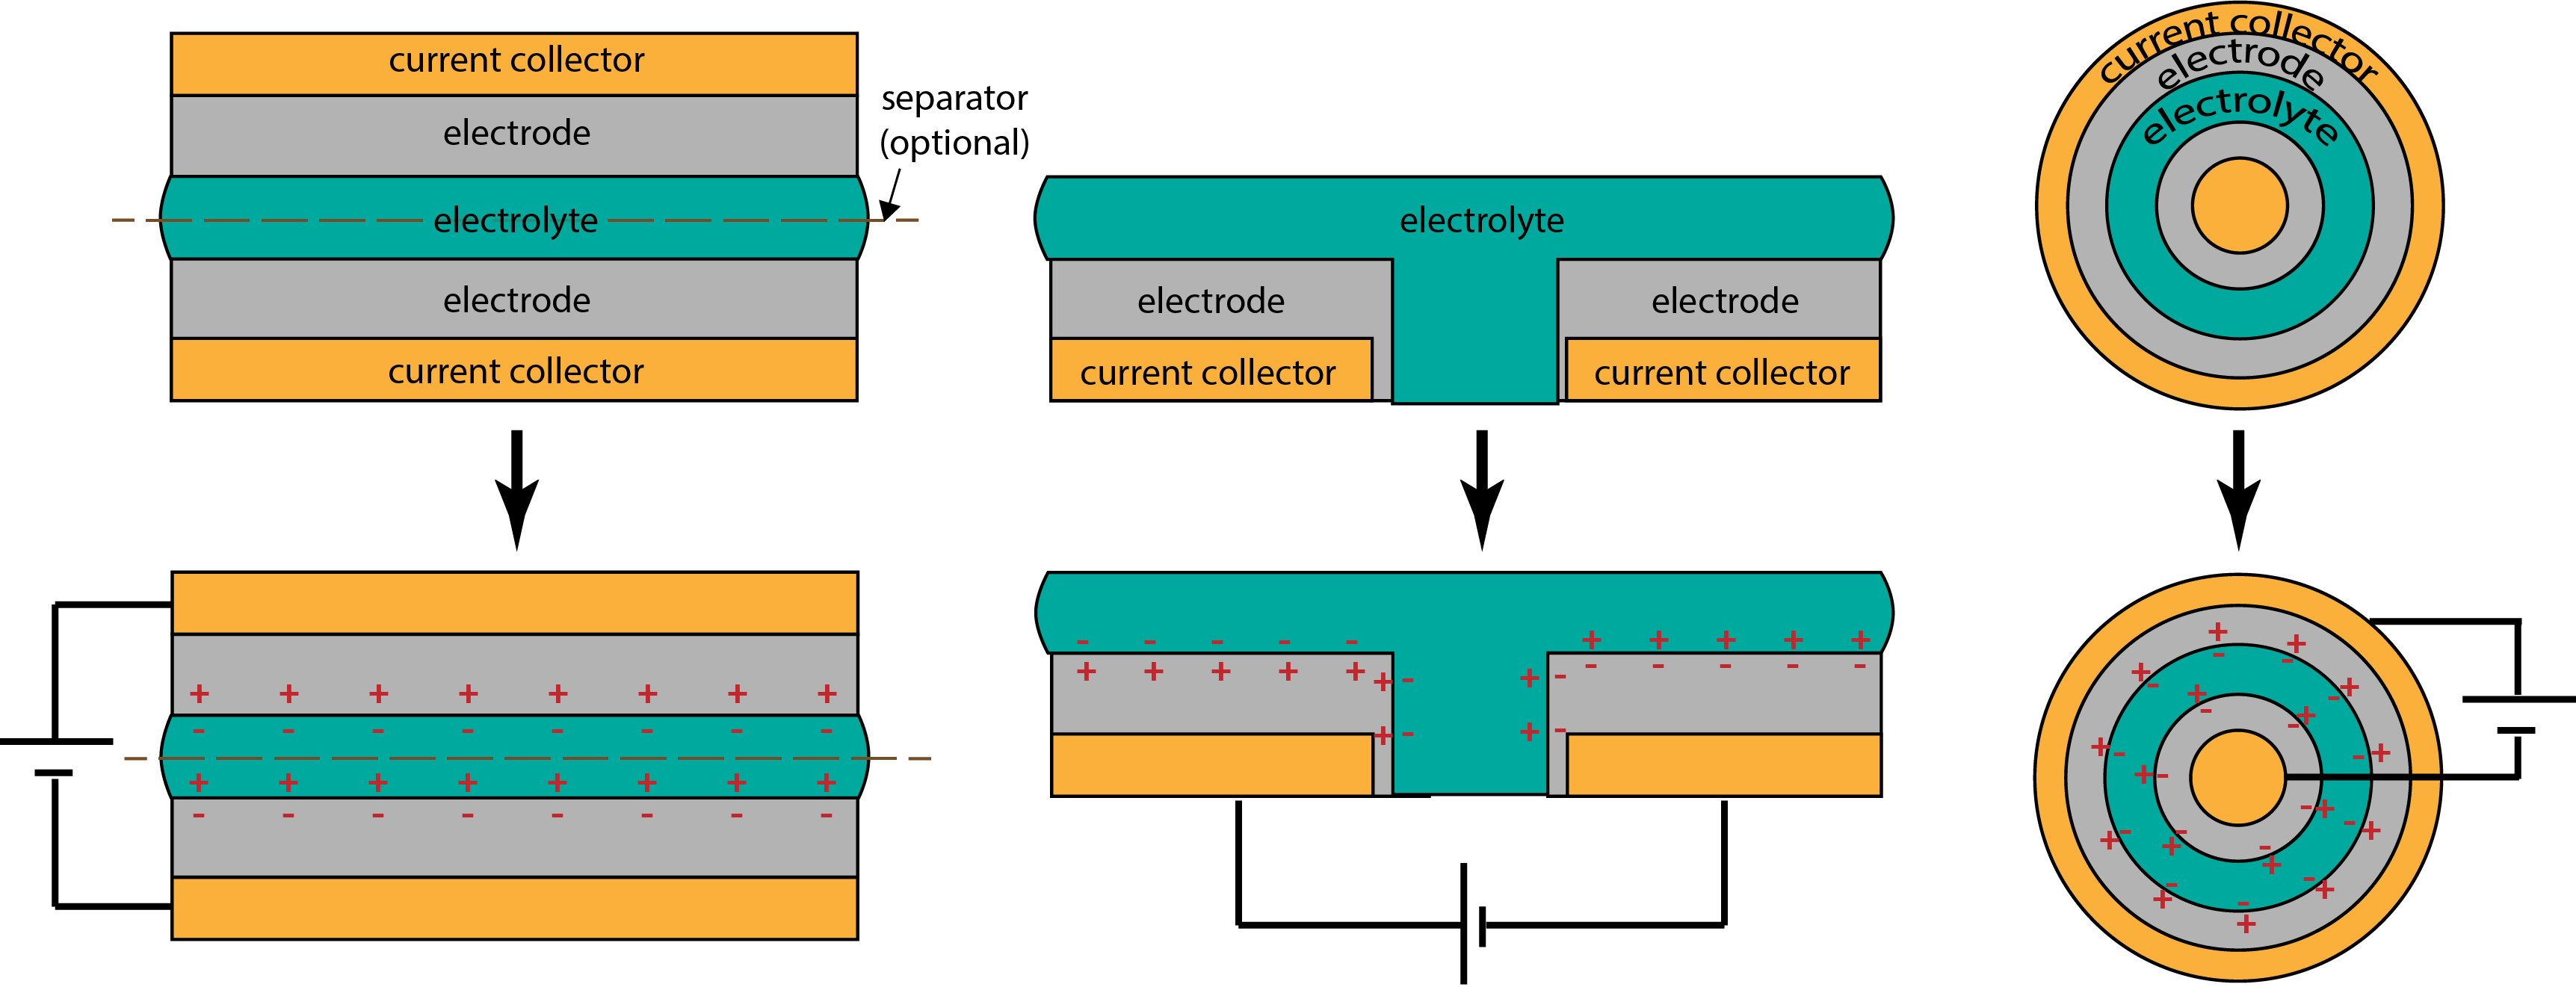 current collector
electrode
electrolyte
electrode
current collector
separator
(optional)
electrolyte
electrode
electrode
current collector
current collector
current collector
electrode
electrolyte
+ + + + + + + +
- - - - - - - -
+ + + + + + + +
- - - - - - - -
- - - - -
+ + + + +
+ -
+ -
+ + + + +
- - - - -
+ -
+ -